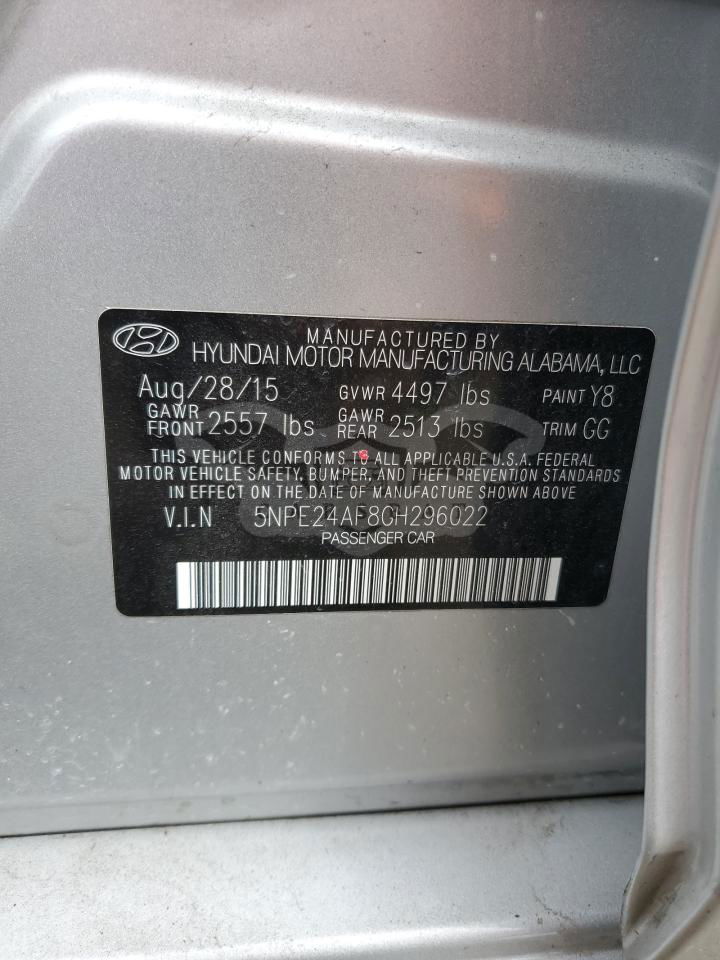 MANUFACTURED BY
HYUNDAI MOTOR MANUFACTURING ALABAMA, LLC
Aug/28/15 GVWR 4497 lbs PAINT Y8
GAWR FRONT 2557 lbs GAWR REAR 2513 lbs TRIM GG
THIS VEHICLE CONFORMS TO ALL APPLICABLE U.S.A. FEDERAL
MOTOR VEHICLE SAFETY, BUMPER, AND THEFT PREVENTION STANDARDS
IN EFFECT ON THE DATE OF MANUFACTURE SHOWN ABOVE
V.I.N 5NPE24AF8GH296022
PASSENGER CAR